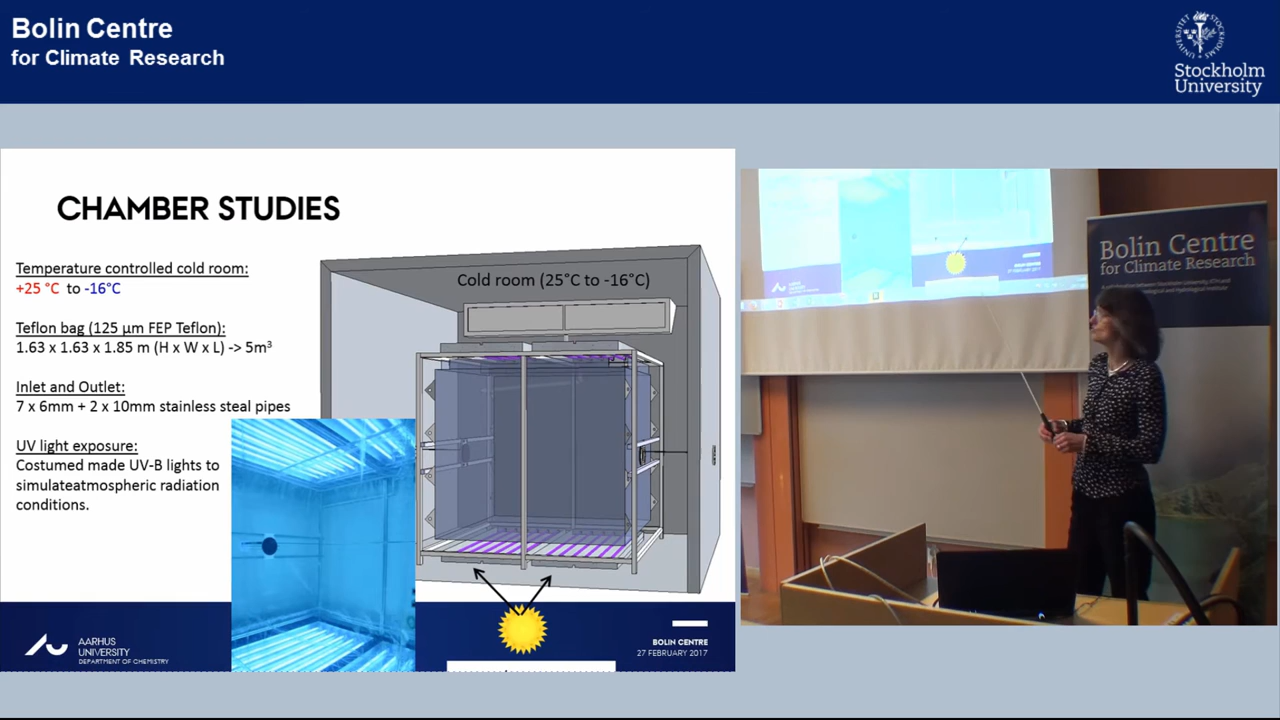 Bolin Centre
for Climate Research
STOCKHOLMS UNIVERSITET
Stockholm
University
CHAMBER STUDIES
Temperature controlled cold room:
+25 °C to -16°C
Teflon bag (125 µm FEP Teflon):
1.63 x 1.63 x 1.85 m (H x W x L) -> 5m³
Inlet and Outlet:
7 x 6mm + 2 x 10mm stainless steal pipes
UV light exposure:
Costumed made UV-B lights to
simulateatmospheric radiation
conditions.
Cold room (25°C to -16°C)
AARHUS
UNIVERSITY
DEPARTMENT OF CHEMISTRY
BOLIN CENTRE
27 FEBRUARY 2017
Bolin Centre
for Climate Research